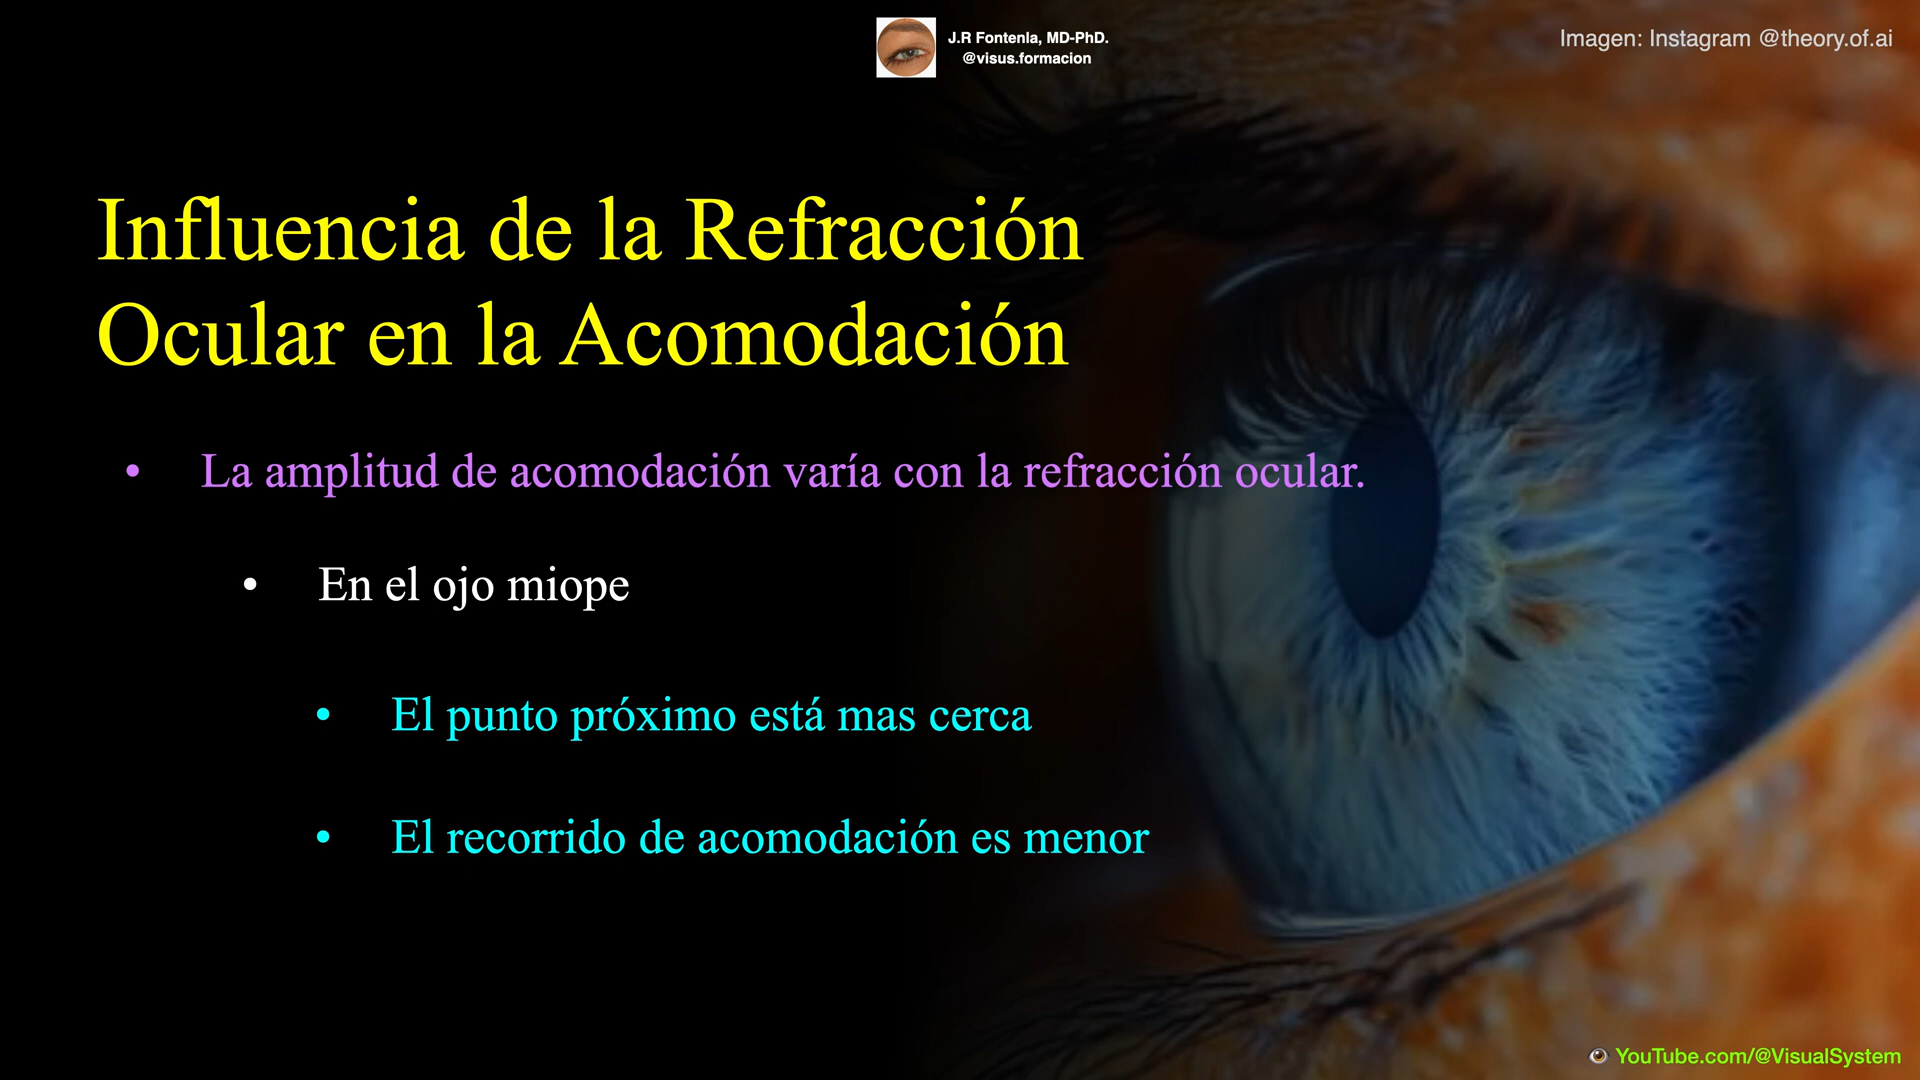 J.R Fontenla, MD-PhD.
@visus.formacion
Imagen: Instagram @theory.of.ai
Influencia de la Refracción
Ocular en la Acomodación
• La amplitud de acomodación varía con la refracción ocular.
• En el ojo miope
• El punto próximo está mas cerca
• El recorrido de acomodación es menor
YouTube.com/@VisualSystem